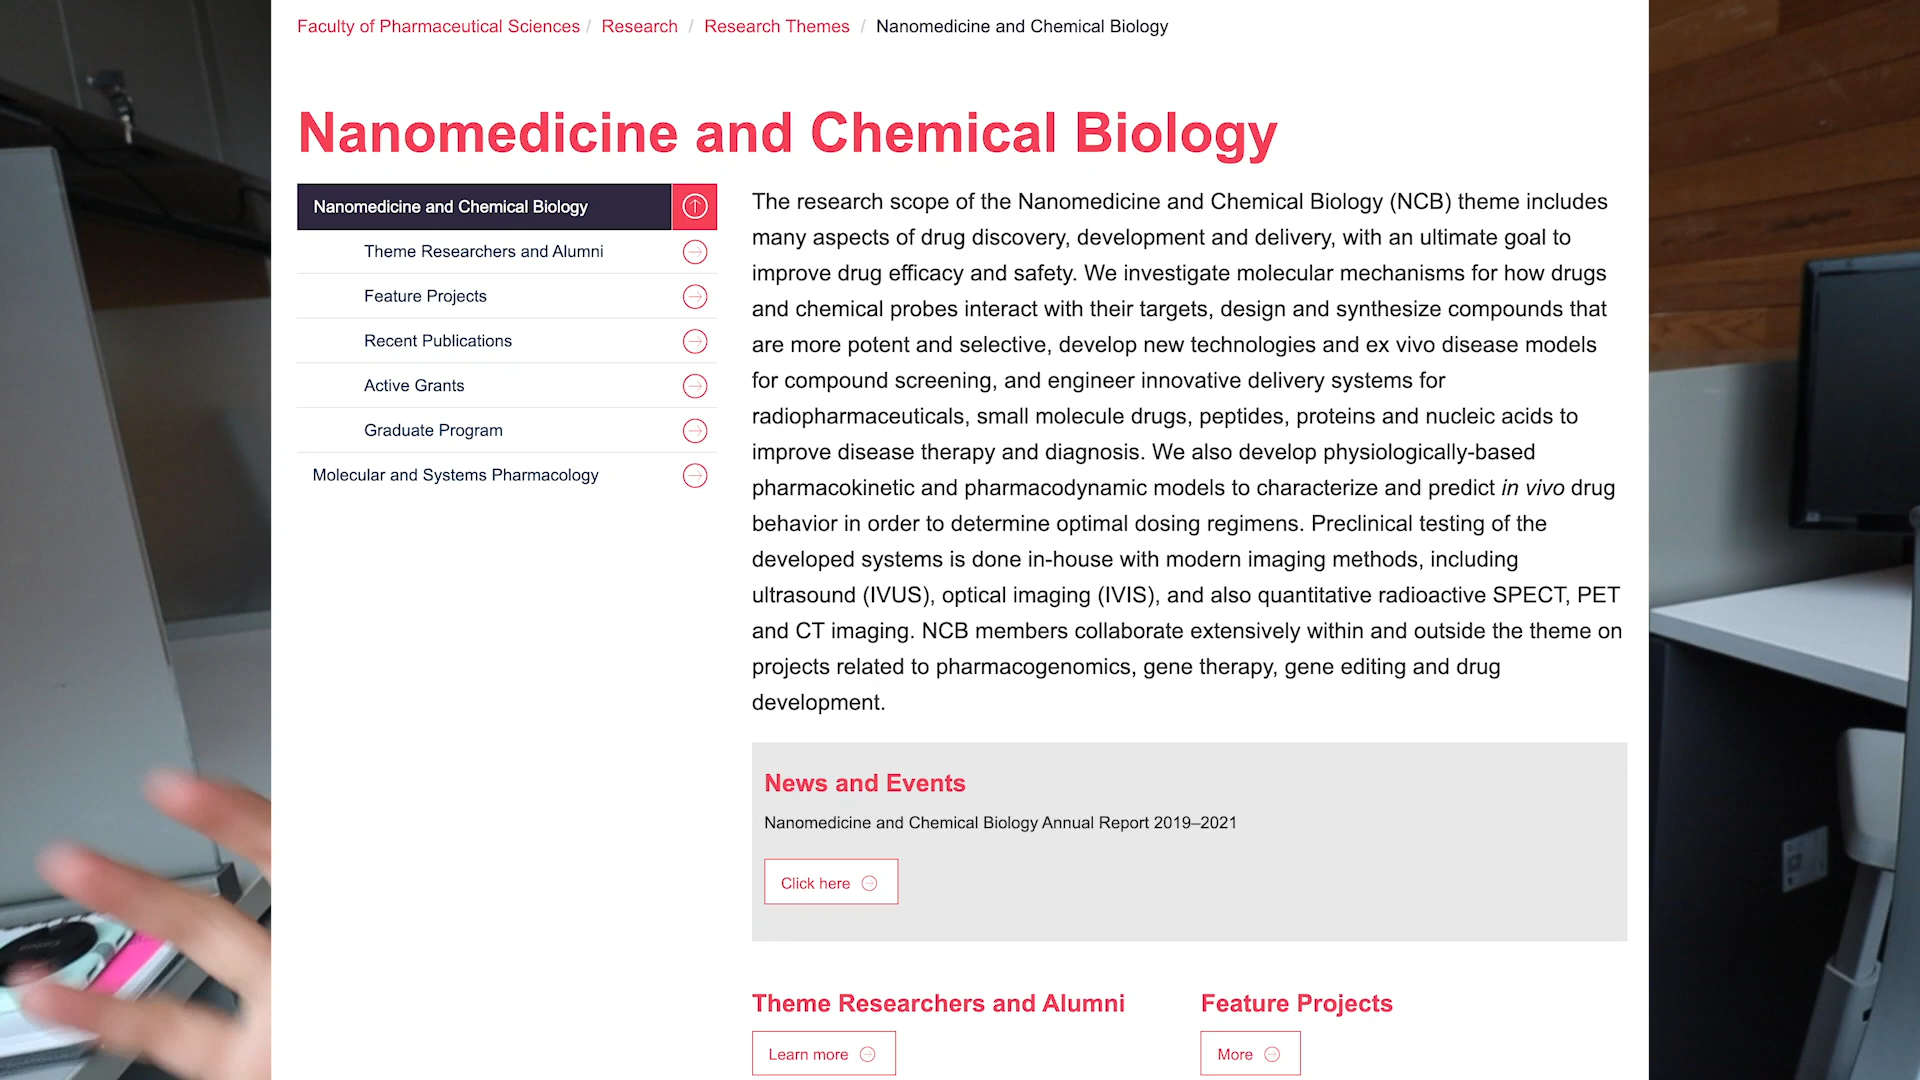 Faculty of Pharmaceutical Sciences / Research / Research Themes / Nanomedicine and Chemical Biology
Nanomedicine and Chemical Biology
Nanomedicine and Chemical Biology
Theme Researchers and Alumni
Feature Projects
Recent Publications
Active Grants
Graduate Program
Molecular and Systems Pharmacology
The research scope of the Nanomedicine and Chemical Biology (NCB) theme includes
many aspects of drug discovery, development and delivery, with an ultimate goal to
improve drug efficacy and safety. We investigate molecular mechanisms for how drugs
and chemical probes interact with their targets, design and synthesize compounds that
are more potent and selective, develop new technologies and ex vivo disease models
for compound screening, and engineer innovative delivery systems for
radiopharmaceuticals, small molecule drugs, peptides, proteins and nucleic acids to
improve disease therapy and diagnosis. We also develop physiologically-based
pharmacokinetic and pharmacodynamic models to characterize and predict in vivo drug
behavior in order to determine optimal dosing regimens. Preclinical testing of the
developed systems is done in-house with modern imaging methods, including
ultrasound (IVUS), optical imaging (IVIS), and also quantitative radioactive SPECT, PET
and CT imaging. NCB members collaborate extensively within and outside the theme on
projects related to pharmacogenomics, gene therapy, gene editing and drug
development.
News and Events
Nanomedicine and Chemical Biology Annual Report 2019–2021
Click here
Theme Researchers and Alumni
Learn more
Feature Projects
More